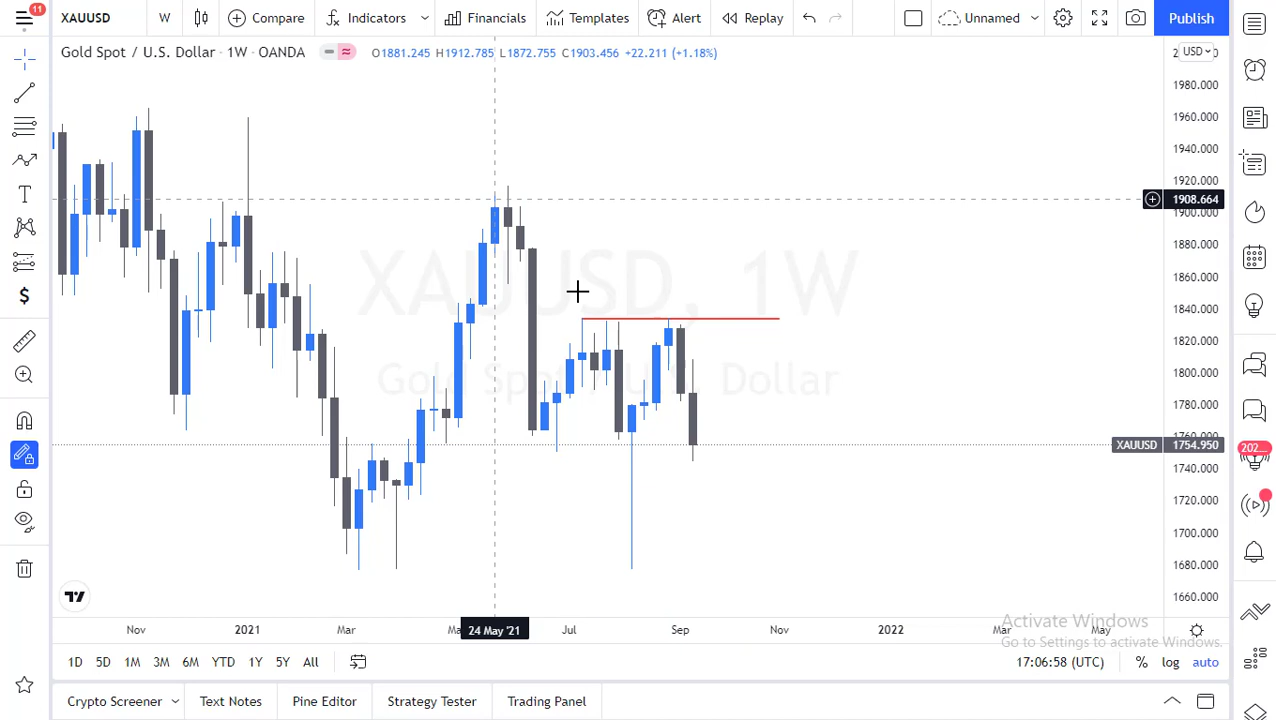 11
XAUUSD W Compare Indicators Financials Templates Alert Replay Unnamed Publish
Gold Spot / U.S. Dollar · 1W · OANDA O1881.245 H1912.785 L1872.755 C1903.456 +22.211 (+1.18%)
USD
1980.000
1960.000
1940.000
1920.000
1908.664
1900.000
1880.000
1860.000
1840.000
1820.000
1800.000
1780.000
1760.000
XAUUSD 1754.950
1740.000
1720.000
1700.000
1680.000
1660.000
XAUUSD, 1W
Gold Spot / U.S. Dollar
202...
Nov 2021 Mar 24 May '21 Jul Sep Nov 2022 Mar May
Activate Windows
Go to Settings to activate Windows.
1D 5D 1M 3M 6M YTD 1Y 5Y All 17:06:58 (UTC) % log auto
Crypto Screener Text Notes Pine Editor Strategy Tester Trading Panel